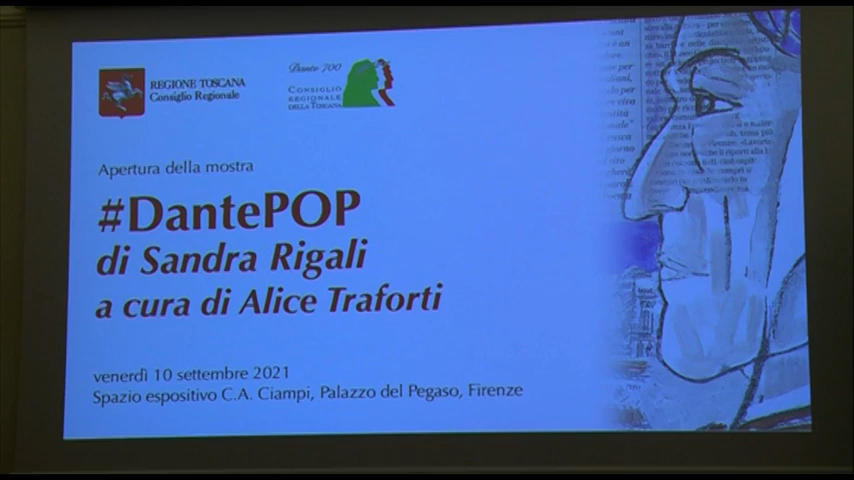 REGIONE TOSCANA
Consiglio Regionale
Dante 700
CONSIGLIO
REGIONALE
DELLA TOSCANA
Apertura della mostra
#DantePOP
di Sandra Rigali
a cura di Alice Traforti
venerdì 10 settembre 2021
Spazio espositivo C.A. Ciampi, Palazzo del Pegaso, Firenze